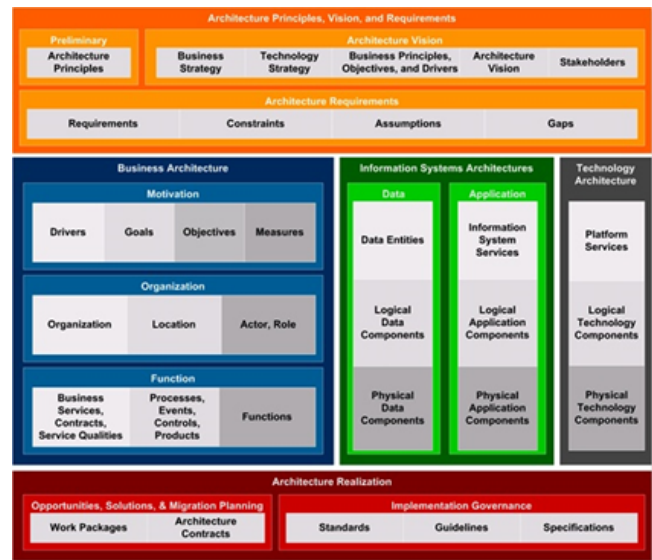 Architecture Principles, Vision, and Requirements
Preliminary
Architecture
Principles
Architecture Vision
Business
Strategy
Technology
Strategy
Business Principles,
Objectives, and Drivers
Architecture
Vision
Stakeholders
Architecture Requirements
Requirements
Constraints
Assumptions
Gaps
Business Architecture
Motivation
Drivers
Goals
Objectives
Measures
Organization
Organization
Location
Actor, Role
Function
Business
Services,
Contracts,
Service Qualities
Processes,
Events,
Controls,
Products
Functions
Information Systems Architectures
Data
Data Entities
Logical
Data
Components
Physical
Data
Components
Application
Information
System
Services
Logical
Application
Components
Physical
Application
Components
Technology
Architecture
Platform
Services
Logical
Technology
Components
Physical
Technology
Components
Architecture Realization
Opportunities, Solutions, & Migration Planning
Work Packages
Architecture
Contracts
Implementation Governance
Standards
Guidelines
Specifications